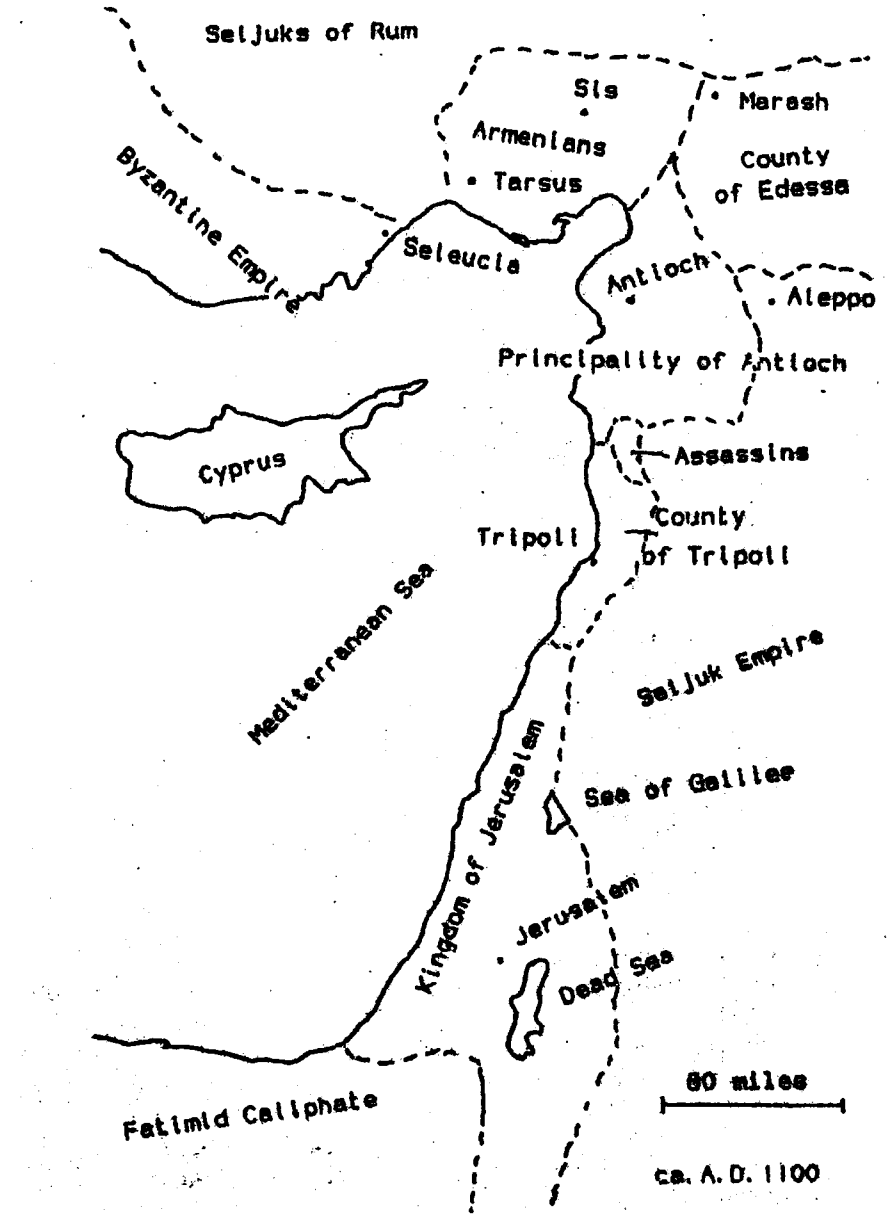 Seljuks of Rum
Sis
Marash
Armenians
County
of Edessa
Tarsus
Byzantine Empire
Seleucia
Antioch
Aleppo
Principality of Antioch
Cyprus
Assassins
County
of Tripoli
Tripoli
Mediterranean Sea
Seljuk Empire
Sea of Galilee
Kingdom of Jerusalem
Jerusalem
Dead Sea
60 miles
Fatimid Caliphate
ca. A.D. 1100